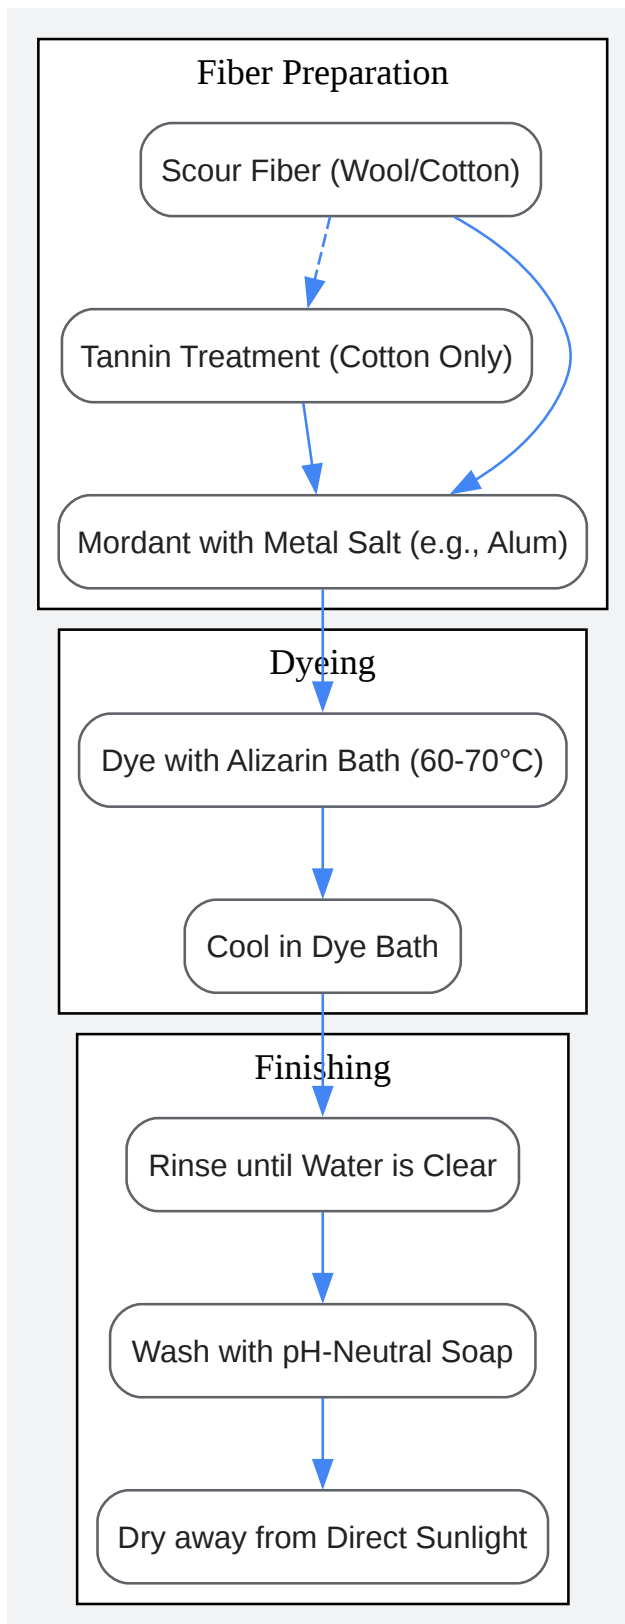 Fiber Preparation
Scour Fiber (Wool/Cotton)
Tannin Treatment (Cotton Only)
Mordant with Metal Salt (e.g., Alum)
Dyeing
Dye with Alizarin Bath (60-70°C)
Cool in Dye Bath
Finishing
Rinse until Water is Clear
Wash with pH-Neutral Soap
Dry away from Direct Sunlight